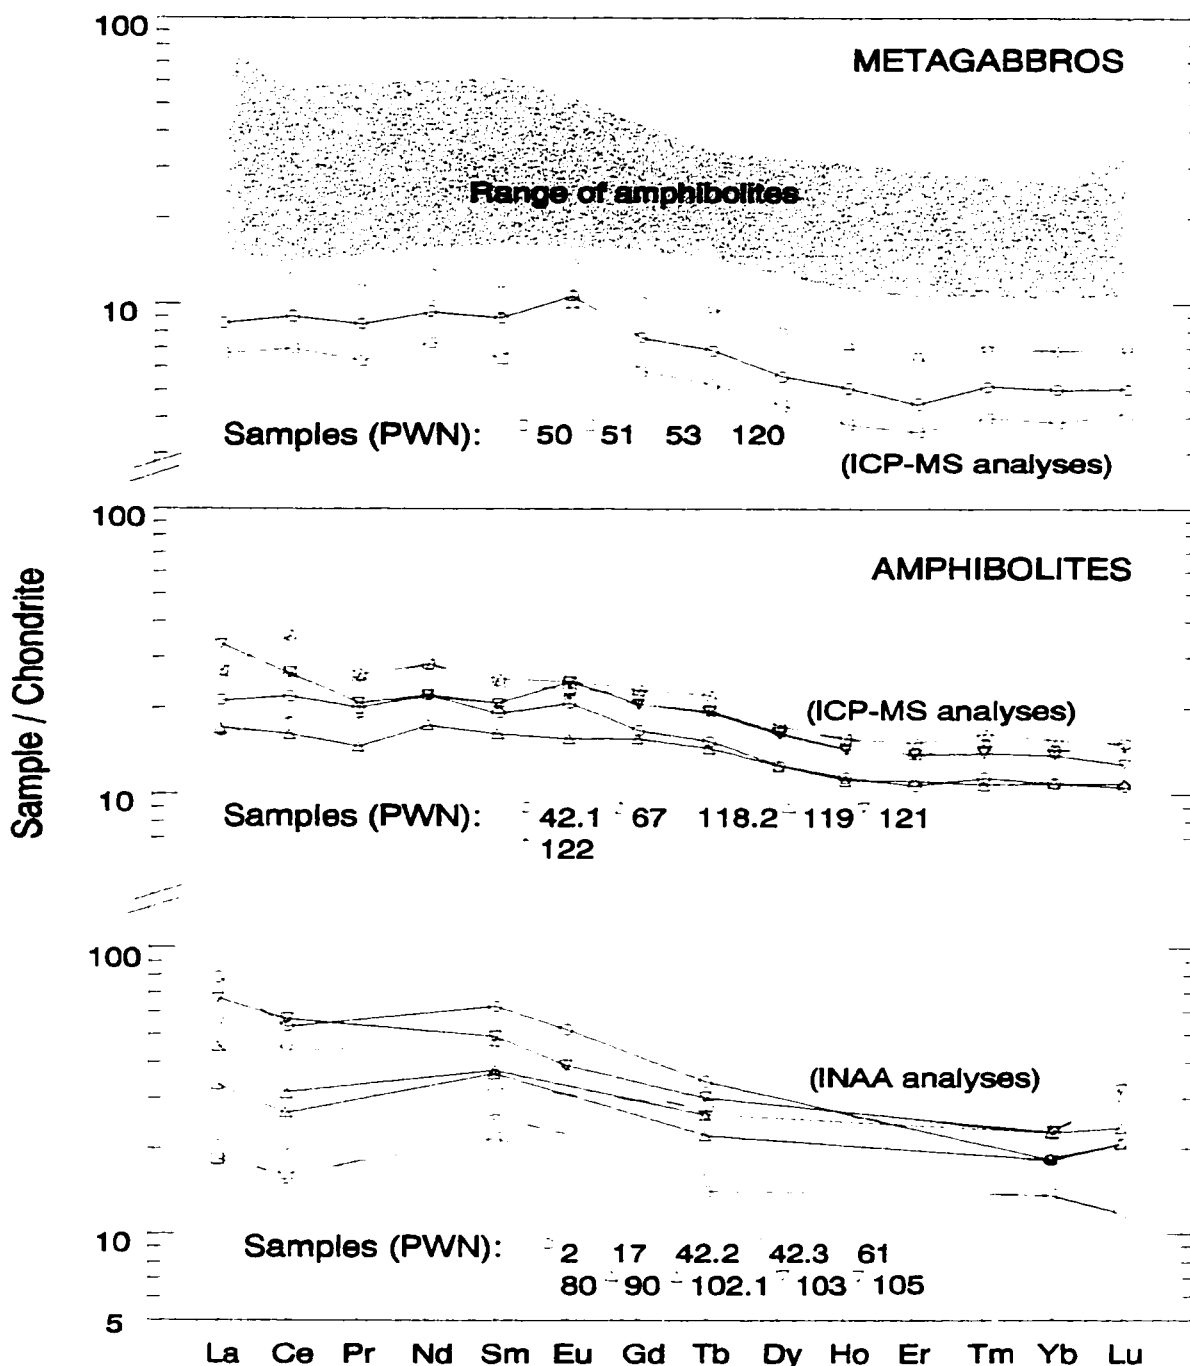 100
METAGABBROS
Range of amphibolites
10
Samples (PWN): 50 51 53 120
(ICP-MS analyses)
100
AMPHIBOLITES
Sample / Chondrite
(ICP-MS analyses)
10
Samples (PWN): 42.1 67 118.2 119 121
122
100
(INAA analyses)
10
Samples (PWN): 2 17 42.2 42.3 61
80 90 102.1 103 105
5
La Ce Pr Nd Sm Eu Gd Tb Dy Ho Er Tm Yb Lu